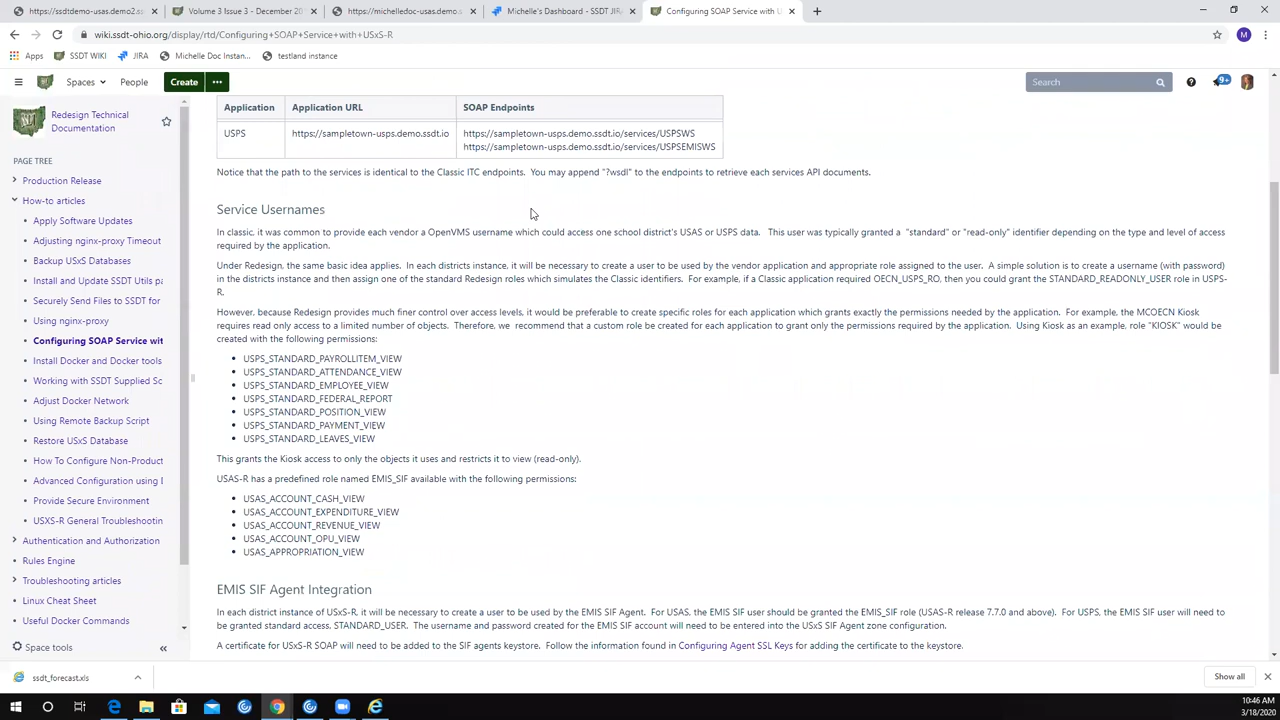 https://ssdtdemo-usas.demo2.ss
Volume 3 Issue 3 – December 20
https://michelledoc-usas.demo.s
Michelle's Dashboard - SSDT JIRA
Configuring SOAP Service with U
wiki.ssdt-ohio.org/display/rtd/Configuring+SOAP+Service+with+USxS-R
M
Apps
SSDT WIKI
JIRA
Michelle Doc Instan...
testland instance
Spaces
People
Create
Search
9+
Redesign Technical
Documentation
PAGE TREE
Production Release
How-to articles
Apply Software Updates
Adjusting nginx-proxy Timeout
Backup USxS Databases
Install and Update SSDT Utils pa
Securely Send Files to SSDT for
Using nginx-proxy
Configuring SOAP Service wit
Install Docker and Docker tools
Working with SSDT Supplied Sc
Adjust Docker Network
Using Remote Backup Script
Restore USxS Database
How To Configure Non-Product
Advanced Configuration using E
Provide Secure Environment
USXS-R General Troubleshootin
Authentication and Authorization
Rules Engine
Troubleshooting articles
Linux Cheat Sheet
Useful Docker Commands
Space tools
Application Application URL SOAP Endpoints
USPS https://sampletown-usps.demo.ssdt.io https://sampletown-usps.demo.ssdt.io/services/USPSWS
https://sampletown-usps.demo.ssdt.io/services/USPSEMISWS
Notice that the path to the services is identical to the Classic ITC endpoints. You may append "?wsdl" to the endpoints to retrieve each services API documents.
Service Usernames
In classic, it was common to provide each vendor a OpenVMS username which could access one school district's USAS or USPS data. This user was typically granted a "standard" or "read-only" identifier depending on the type and level of access
required by the application.
Under Redesign, the same basic idea applies. In each districts instance, it will be necessary to create a user to be used by the vendor application and appropriate role assigned to the user. A simple solution is to create a username (with password)
in the districts instance and then assign one of the standard Redesign roles which simulates the Classic identifiers. For example, if a Classic application required OECN_USPS_RO, then you could grant the STANDARD_READONLY_USER role in USPS-
R.
However, because Redesign provides much finer control over access levels, it would be preferable to create specific roles for each application which grants exactly the permissions needed by the application. For example, the MCOECN Kiosk
requires read only access to a limited number of objects. Therefore, we recommend that a custom role be created for each application to grant only the permissions required by the application. Using Kiosk as an example, role "KIOSK" would be
created with the following permissions:
USPS_STANDARD_PAYROLLITEM_VIEW
USPS_STANDARD_ATTENDANCE_VIEW
USPS_STANDARD_EMPLOYEE_VIEW
USPS_STANDARD_FEDERAL_REPORT
USPS_STANDARD_POSITION_VIEW
USPS_STANDARD_PAYMENT_VIEW
USPS_STANDARD_LEAVES_VIEW
This grants the Kiosk access to only the objects it uses and restricts it to view (read-only).
USAS-R has a predefined role named EMIS_SIF available with the following permissions:
USAS_ACCOUNT_CASH_VIEW
USAS_ACCOUNT_EXPENDITURE_VIEW
USAS_ACCOUNT_REVENUE_VIEW
USAS_ACCOUNT_OPU_VIEW
USAS_APPROPRIATION_VIEW
EMIS SIF Agent Integration
In each district instance of USxS-R, it will be necessary to create a user to be used by the EMIS SIF Agent. For USAS, the EMIS SIF user should be granted the EMIS_SIF role (USAS-R release 7.7.0 and above). For USPS, the EMIS SIF user will need to
be granted standard access, STANDARD_USER. The username and password created for the EMIS SIF account will need to be entered into the USxS SIF Agent zone configuration.
A certificate for USxS-R SOAP will need to be added to the SIF agents keystore. Follow the information found in Configuring Agent SSL Keys for adding the certificate to the keystore.
ssdt_forecast.xls
Show all
10:46 AM
3/18/2020